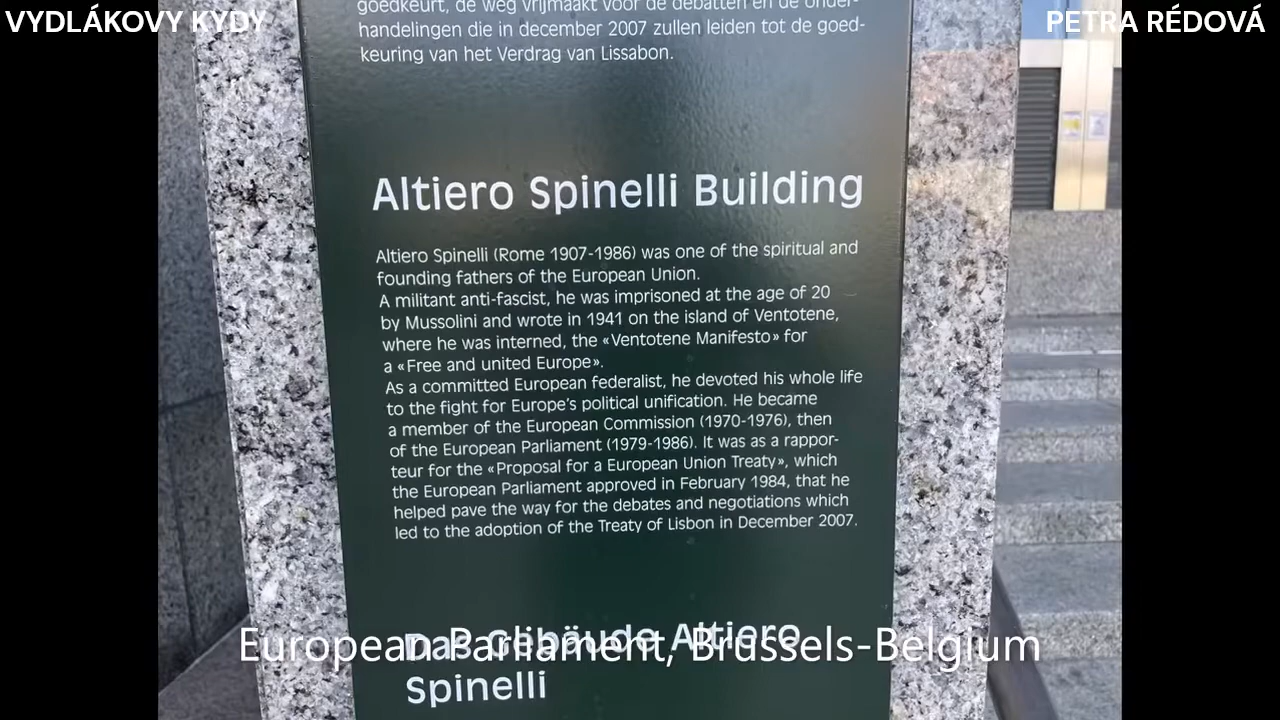 VYDLÁKOVY KYDY
PETRA RÉDOVÁ
goedkeurt, de weg vrijmaakt voor de debatten en de onder-
handelingen die in december 2007 zullen leiden tot de goed-
keuring van het Verdrag van Lissabon.
Altiero Spinelli Building
Altiero Spinelli (Rome 1907-1986) was one of the spiritual and
founding fathers of the European Union.
A militant anti-fascist, he was imprisoned at the age of 20
by Mussolini and wrote in 1941 on the island of Ventotene,
where he was interned, the «Ventotene Manifesto» for
a «Free and united Europe».
As a committed European federalist, he devoted his whole life
to the fight for Europe's political unification. He became
a member of the European Commission (1970-1976), then
of the European Parliament (1979-1986). It was as a rappor-
teur for the «Proposal for a European Union Treaty», which
the European Parliament approved in February 1984, that he
helped pave the way for the debates and negotiations which
led to the adoption of the Treaty of Lisbon in December 2007.
Das Gebäude Altiero
European Parliament, Brussels-Belgium
Spinelli